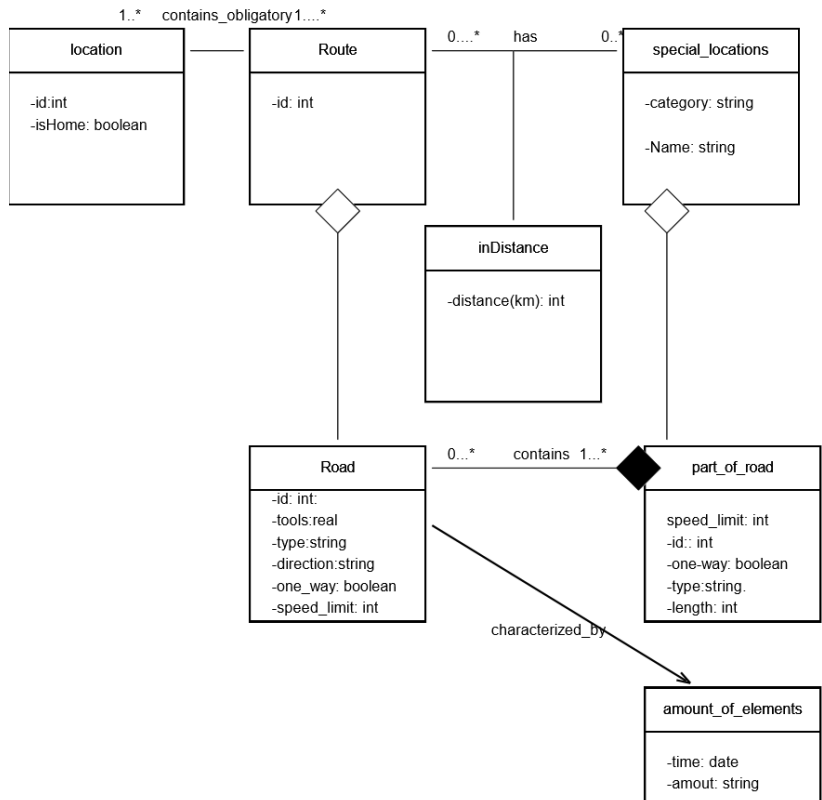 1..* contains_obligatory 1....*
location
-id:int
-isHome: boolean
Route
-id: int
0....* has 0..*
special_locations
-category: string
-Name: string
inDistance
-distance(km): int
Road
-id: int:
-tools:real
-type:string
-direction:string
-one_way: boolean
-speed_limit: int
0...* contains 1...*
part_of_road
speed_limit: int
-id:: int
-one-way: boolean
-type:string.
-length: int
characterized_by
amount_of_elements
-time: date
-amout: string